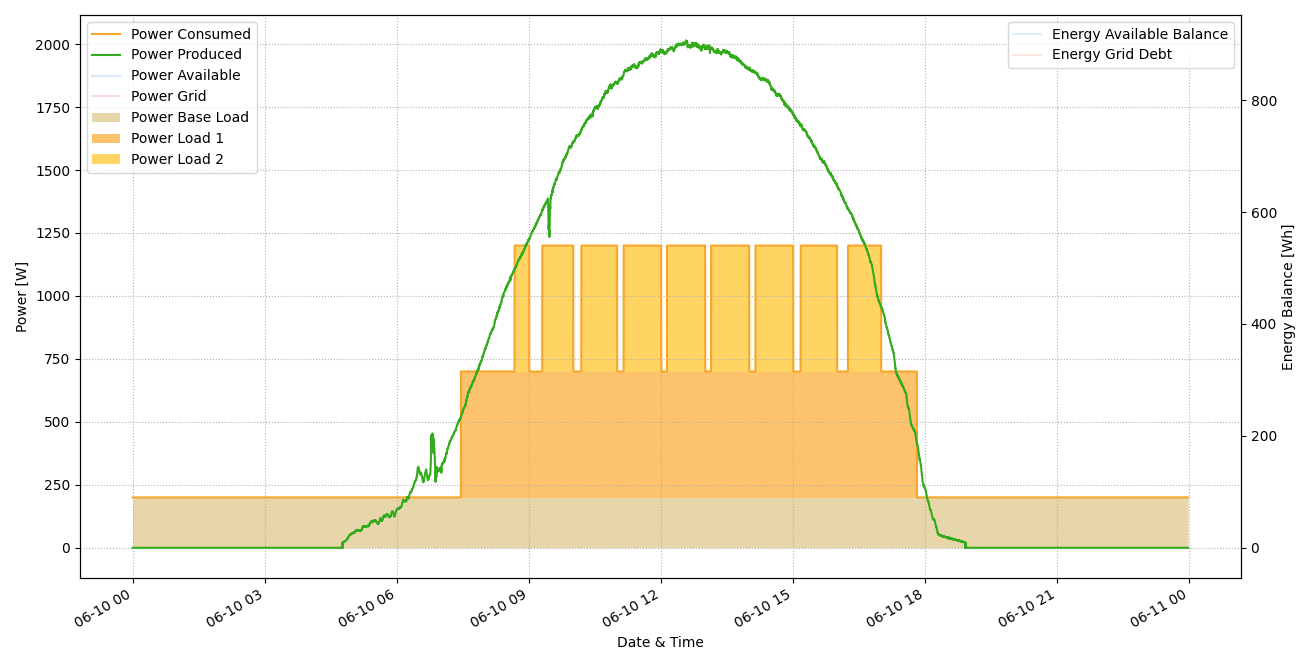 Power Consumed
Power Produced
Power Available
Power Grid
Power Base Load
Power Load 1
Power Load 2
Energy Available Balance
Energy Grid Debt
2000
1750
1500
1250
1000
750
500
250
0
Power [W]
800
600
400
200
0
Energy Balance [Wh]
06-10 00
06-10 03
06-10 06
06-10 09
06-10 12
06-10 15
06-10 18
06-10 21
06-11 00
Date & Time